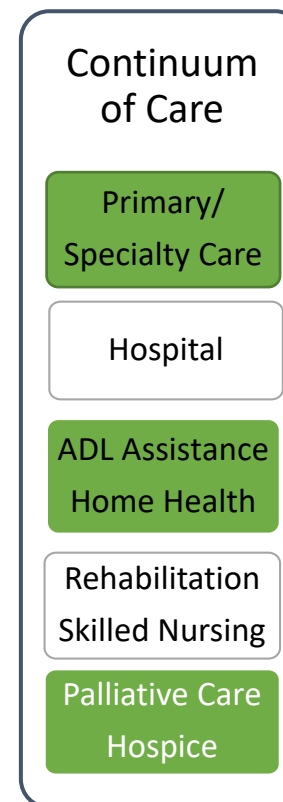 Continuum
of Care
Primary/
Specialty Care
Hospital
ADL Assistance
Home Health
Rehabilitation
Skilled Nursing
Palliative Care
Hospice